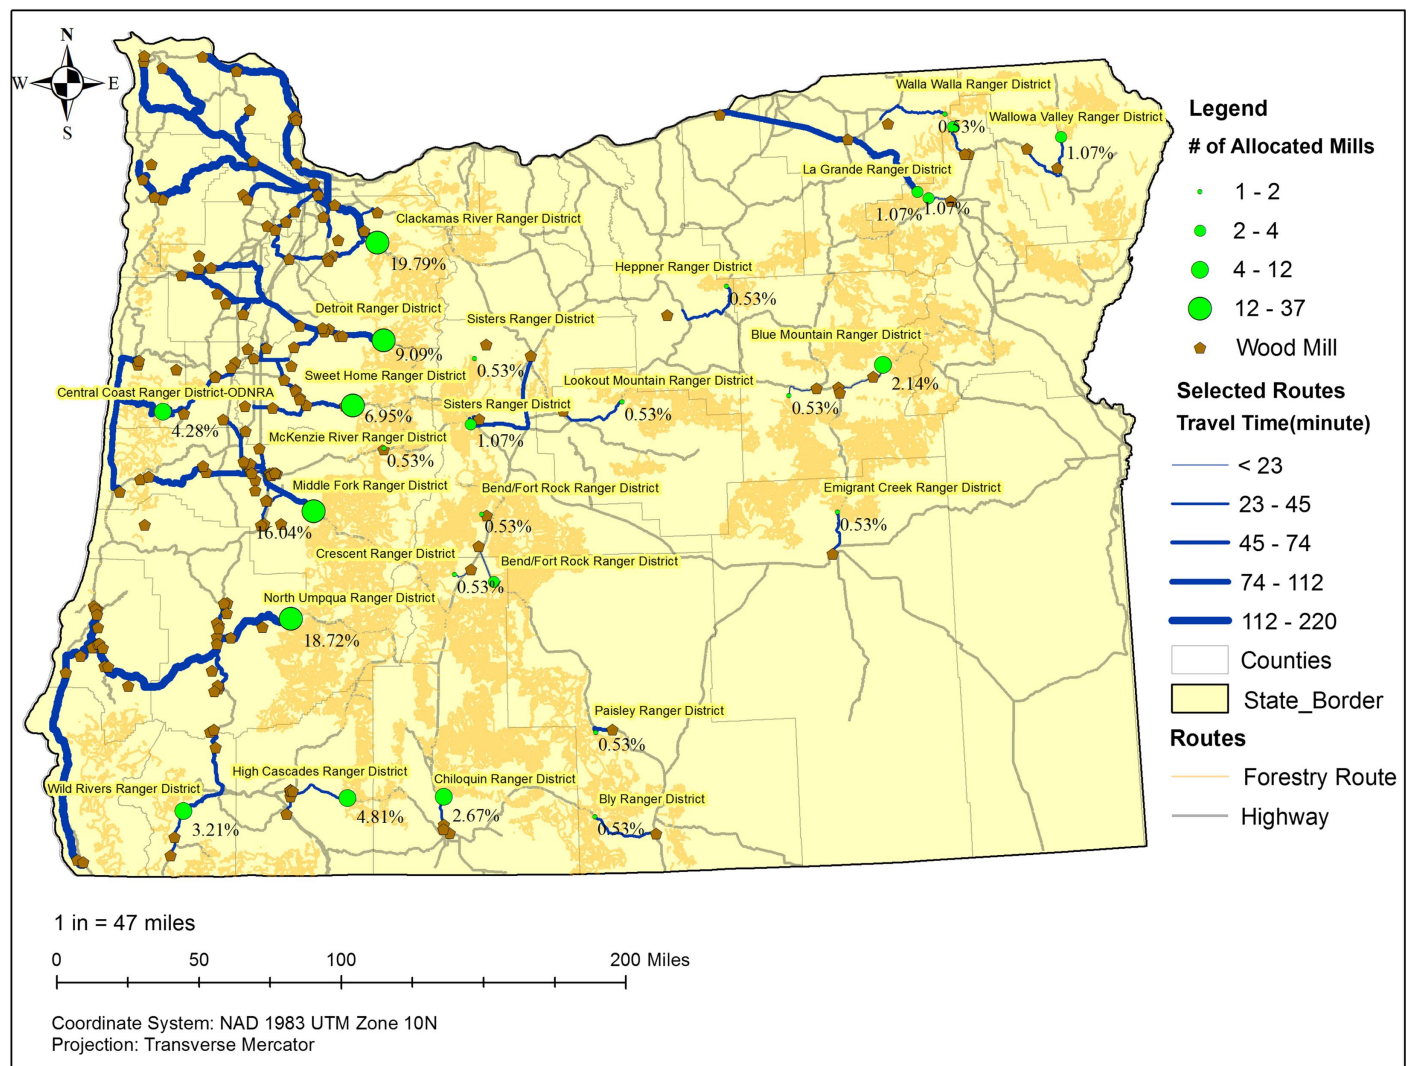 N
W
E
S
Walla Walla Ranger District
0.53%
Wallowa Valley Ranger District
1.07%
La Grande Ranger District
1.07%
1.07%
Clackamas River Ranger District
19.79%
Heppner Ranger District
0.53%
Detroit Ranger District
9.09%
Sisters Ranger District
0.53%
Blue Mountain Ranger District
2.14%
0.53%
Sweet Home Ranger District
6.95%
Lookout Mountain Ranger District
0.53%
Central Coast Ranger District-ODNRA
4.28%
Sisters Ranger District
1.07%
McKenzie River Ranger District
0.53%
Middle Fork Ranger District
16.04%
Bend/Fort Rock Ranger District
0.53%
Emigrant Creek Ranger District
0.53%
Crescent Ranger District
0.53%
Bend/Fort Rock Ranger District
North Umpqua Ranger District
18.72%
Paisley Ranger District
0.53%
High Cascades Ranger District
4.81%
Chiloquin Ranger District
2.67%
Wild Rivers Ranger District
3.21%
Bly Ranger District
0.53%
Legend
# of Allocated Mills
1 - 2
2 - 4
4 - 12
12 - 37
Wood Mill
Selected Routes
Travel Time(minute)
< 23
23 - 45
45 - 74
74 - 112
112 - 220
Counties
State_Border
Routes
Forestry Route
Highway
1 in = 47 miles
0 50 100 200 Miles
Coordinate System: NAD 1983 UTM Zone 10N
Projection: Transverse Mercator